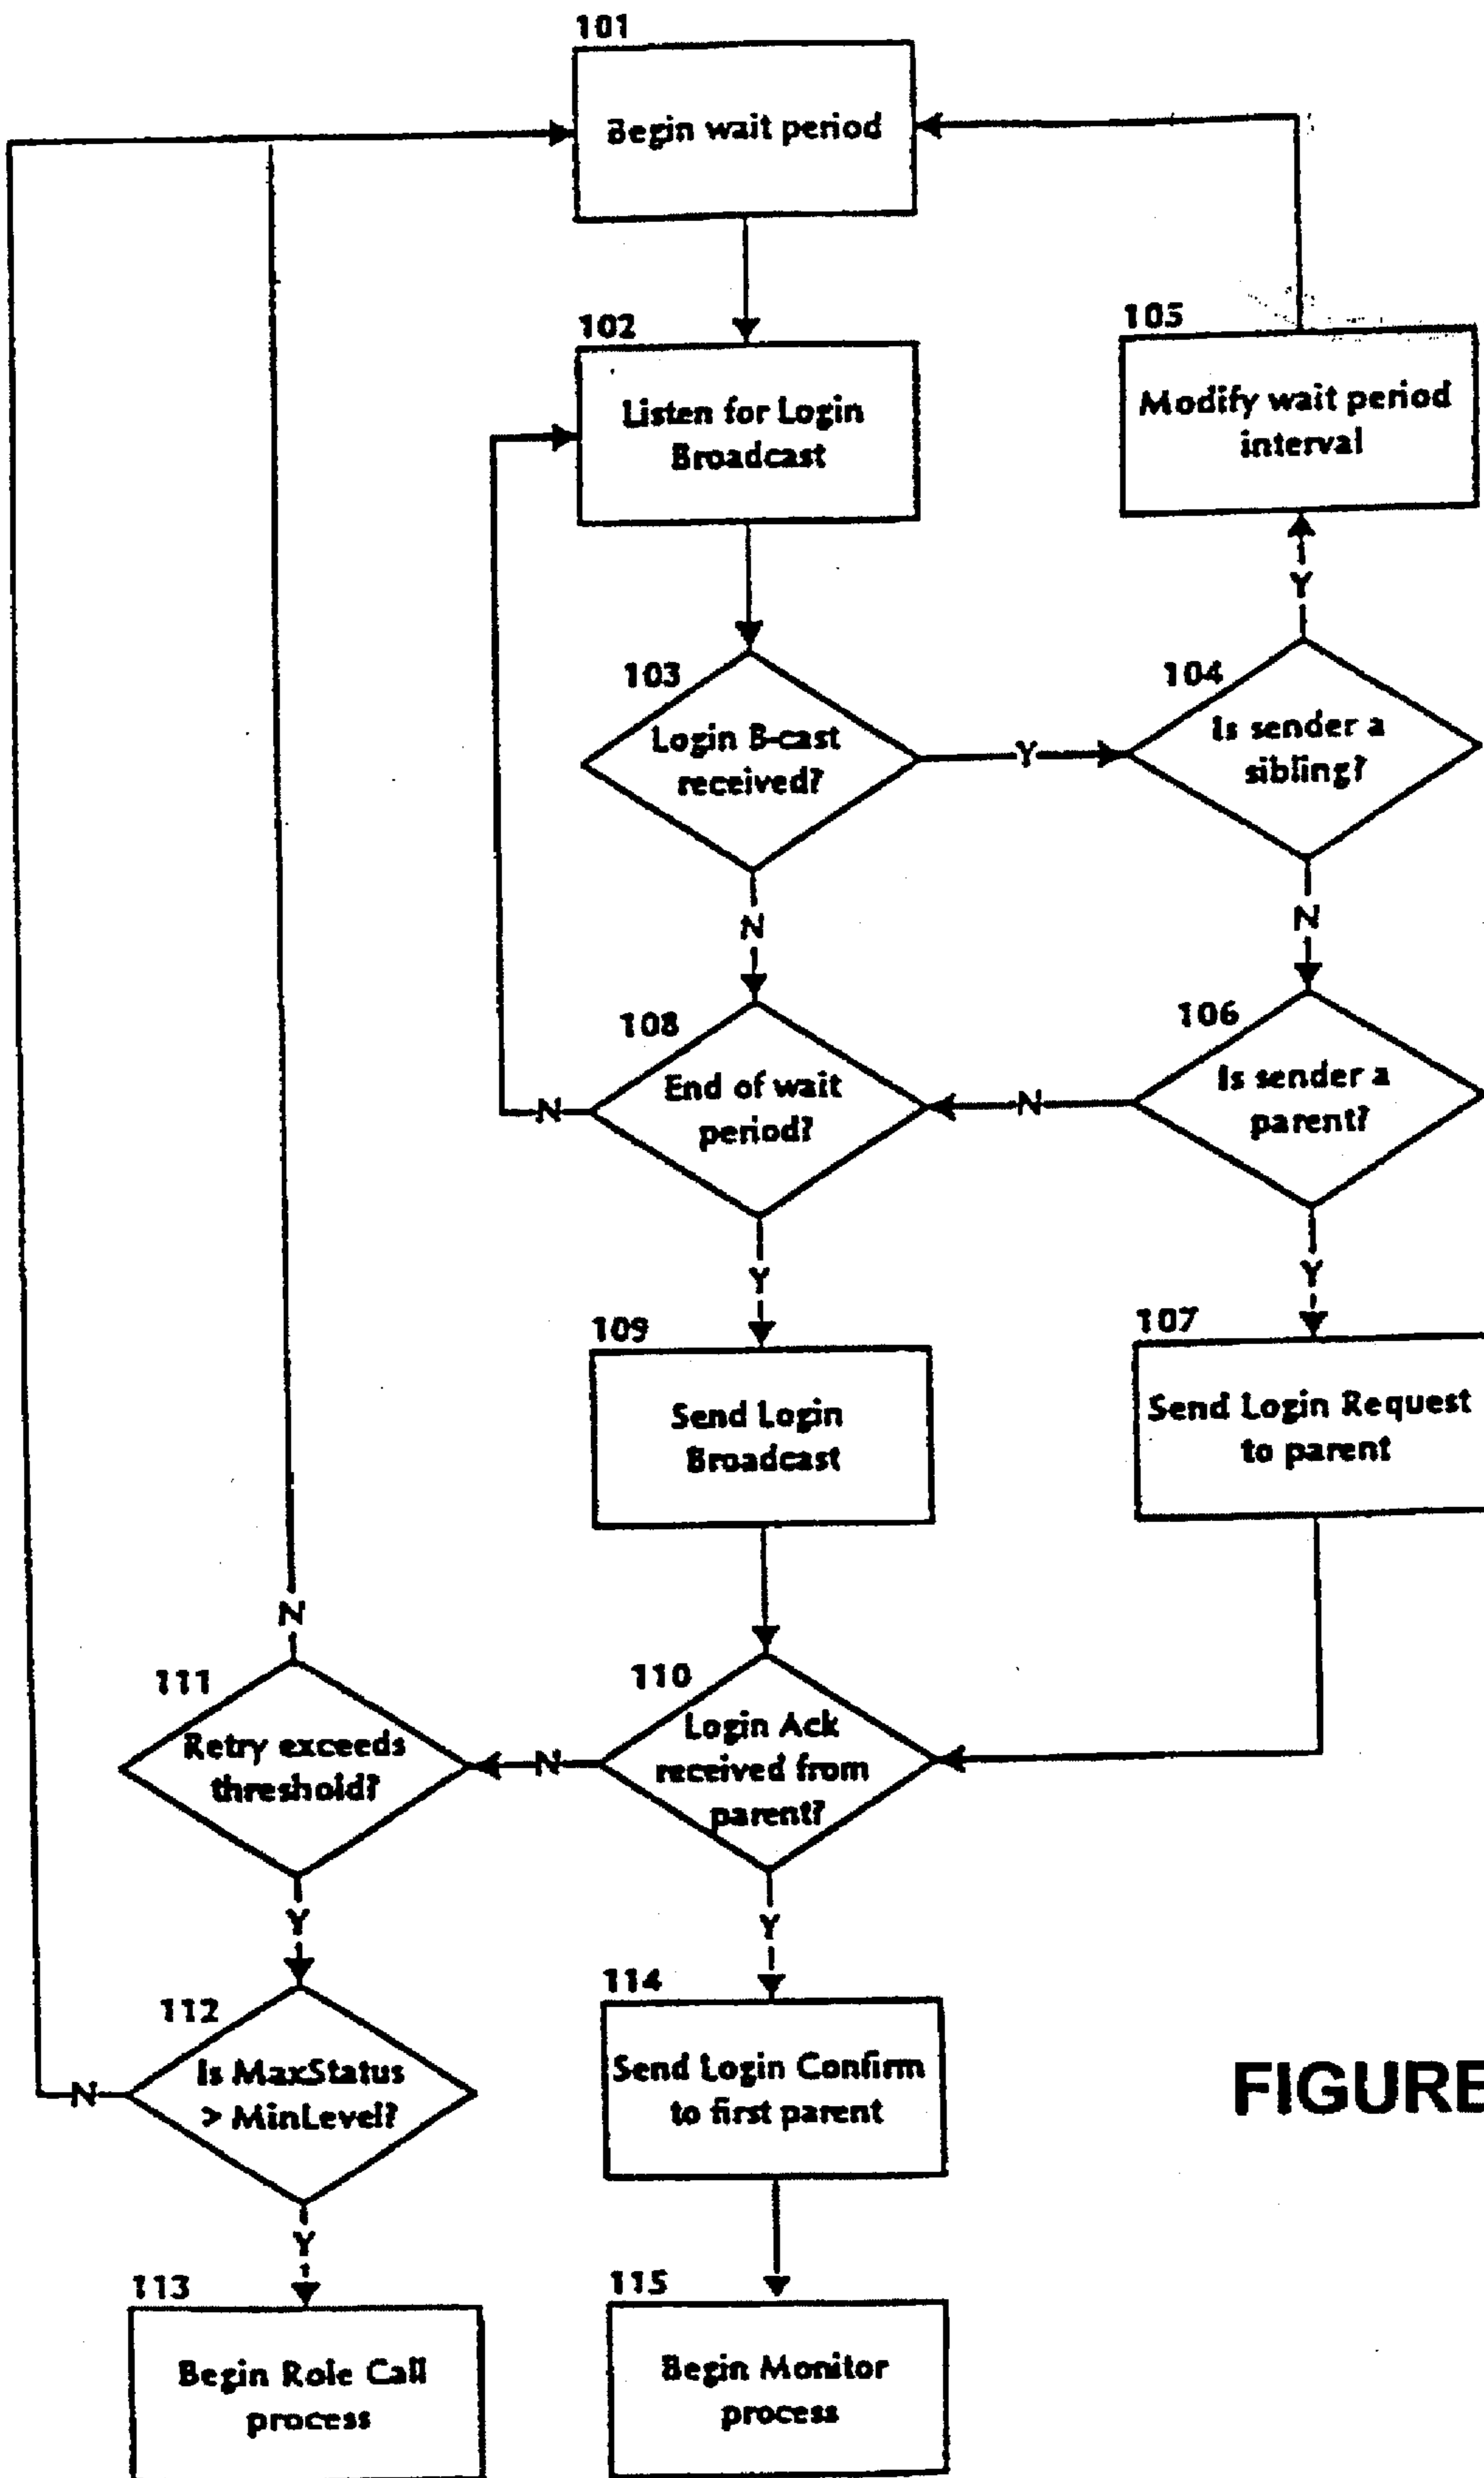 101
Begin wait period
102
Listen for Login
Broadcast
105
Modify wait period
interval
Y
103
Login B-cast
received?
Y
104
Is sender a
sibling?
N
N
108
End of wait
period?
N
N
106
Is sender a
parent?
Y
Y
109
Send Login
Broadcast
107
Send Login Request
to parent
N
111
Retry exceeds
threshold?
N
110
Login Ack
received from
parent?
Y
Y
112
Is MaxStatus
> MinLevel?
N
114
Send Login Confirm
to first parent
FIGURE
Y
113
Begin Role Call
process
115
Begin Monitor
process